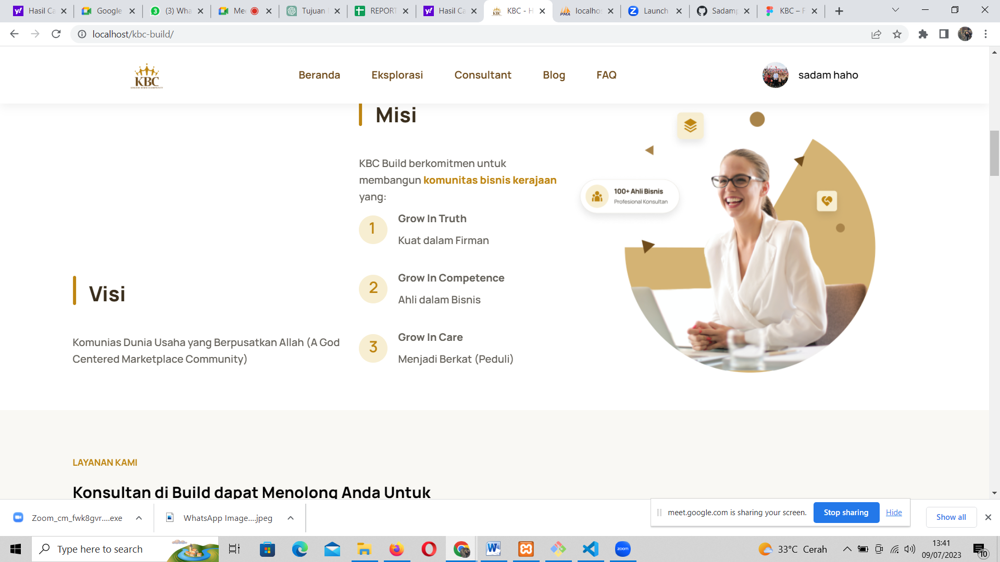 Hasil Ca
Google
(3) Wha
Mee
Tujuan
REPORT
Hasil Ca
KBC - H
localhos
Launch
Sadamp
KBC – F
localhost/kbc-build/
KBC
Beranda
Eksplorasi
Consultant
Blog
FAQ
sadam haho
Misi
KBC Build berkomitmen untuk
membangun komunitas bisnis kerajaan
yang:
1
Grow In Truth
Kuat dalam Firman
2
Grow In Competence
Ahli dalam Bisnis
3
Grow In Care
Menjadi Berkat (Peduli)
100+ Ahli Bisnis
Profesional Konsultan
Visi
Komunias Dunia Usaha yang Berpusatkan Allah (A God
Centered Marketplace Community)
LAYANAN KAMI
Konsultan di Build dapat Menolong Anda Untuk
Zoom_cm_fwk8gvr....exe
WhatsApp Image....jpeg
meet.google.com is sharing your screen.
Stop sharing
Hide
Show all
Type here to search
zoom
33°C Cerah
13:41
09/07/2023
10